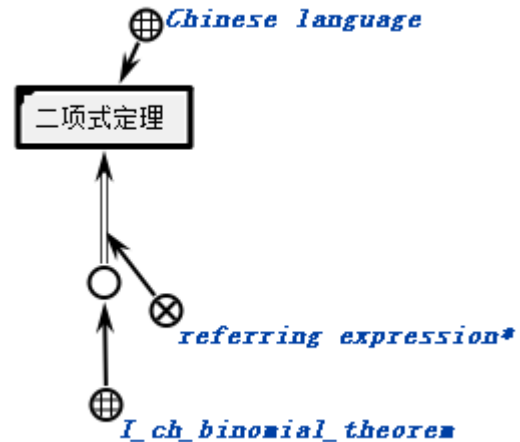 Chinese language
二项式定理
referring expression*
I_ch_binomial_theorem